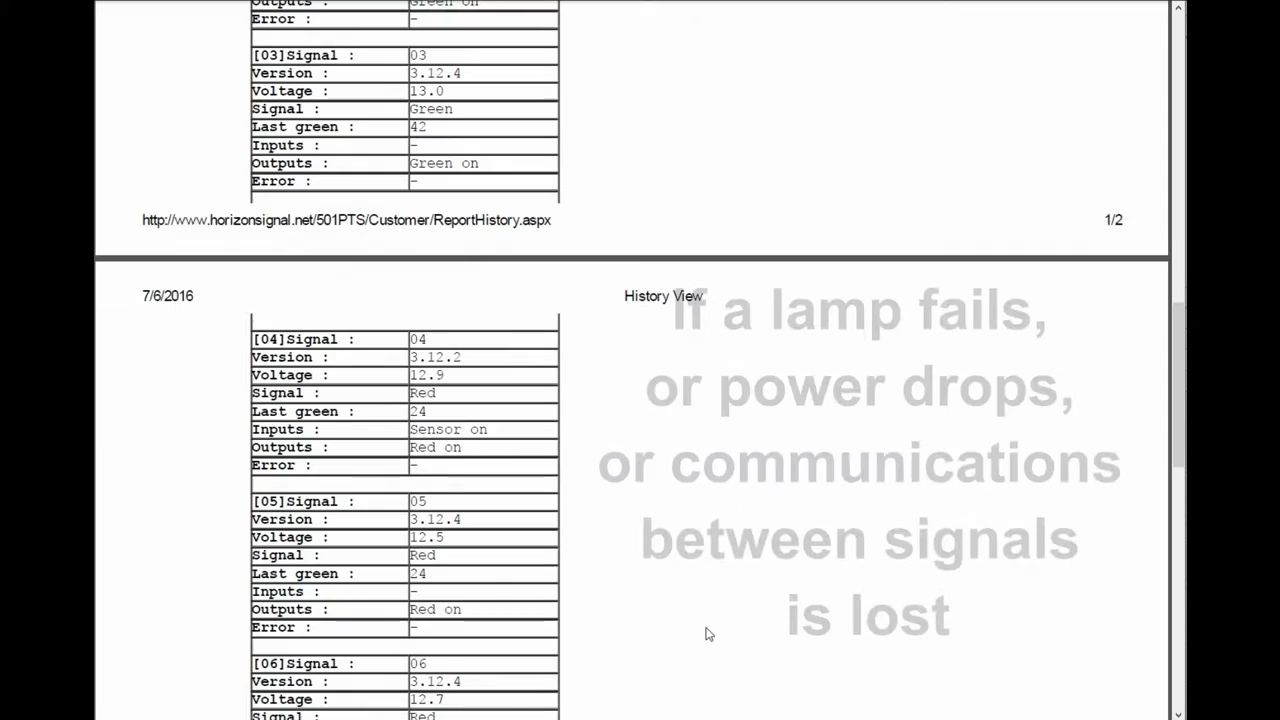 Outputs : Green on
Error : -
[03]Signal : 03
Version : 3.12.4
Voltage : 13.0
Signal : Green
Last green : 42
Inputs : -
Outputs : Green on
Error : -
http://www.horizonsignal.net/501PTS/Customer/ReportHistory.aspx 1/2
7/6/2016 History View
[04]Signal : 04
Version : 3.12.2
Voltage : 12.9
Signal : Red
Last green : 24
Inputs : Sensor on
Outputs : Red on
Error : -
[05]Signal : 05
Version : 3.12.4
Voltage : 12.5
Signal : Red
Last green : 24
Inputs : -
Outputs : Red on
Error : -
[06]Signal : 06
Version : 3.12.4
Voltage : 12.7
Signal : Red
If a lamp fails,
or power drops,
or communications
between signals
is lost